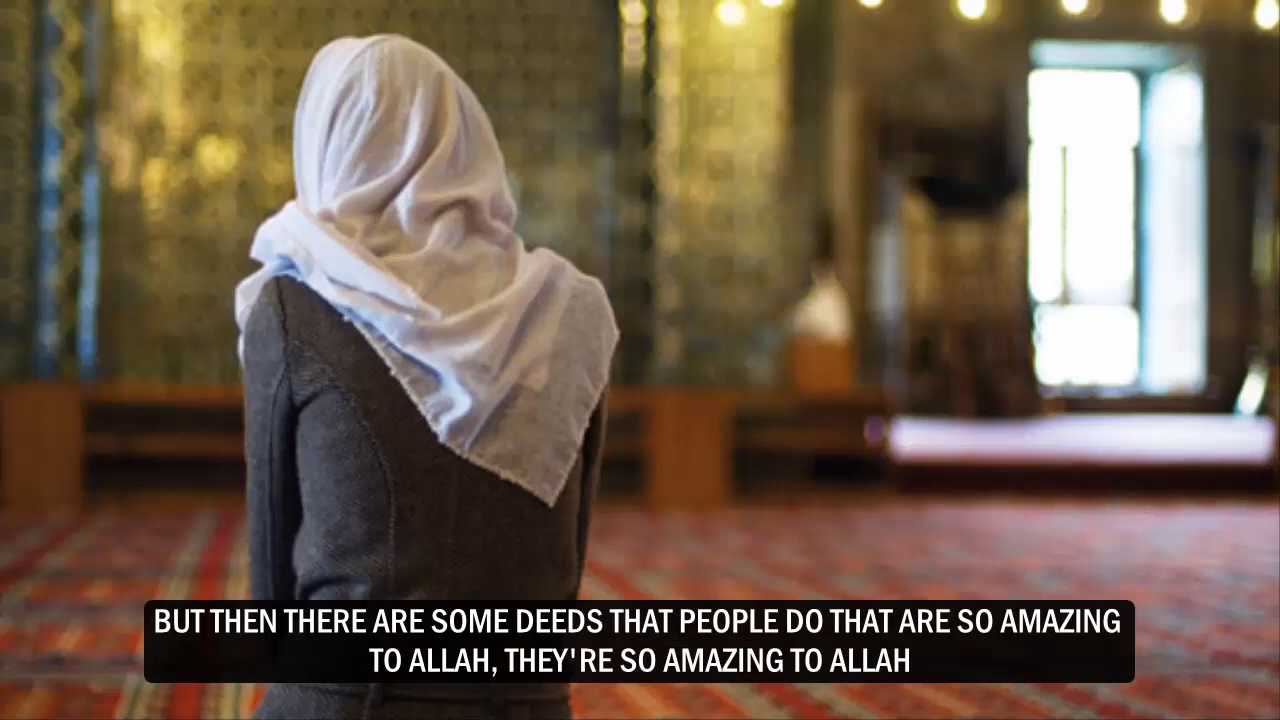 BUT THEN THERE ARE SOME DEEDS THAT PEOPLE DO THAT ARE SO AMAZING
TO ALLAH, THEY'RE SO AMAZING TO ALLAH